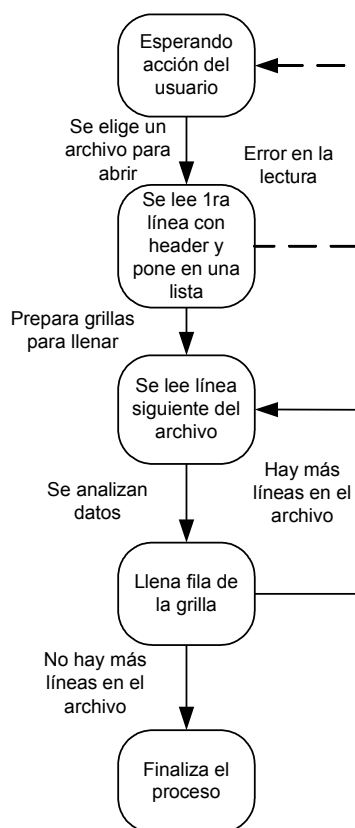 Esperando
acción del
usuario
Se elige un
archivo para
abrir
Error en la
lectura
Se lee 1ra
línea con
header y
pone en una
lista
Prepara grillas
para llenar
Se lee línea
siguiente del
archivo
Se analizan
datos
Hay más
líneas en el
archivo
Llena fila de
la grilla
No hay más
líneas en el
archivo
Finaliza el
proceso